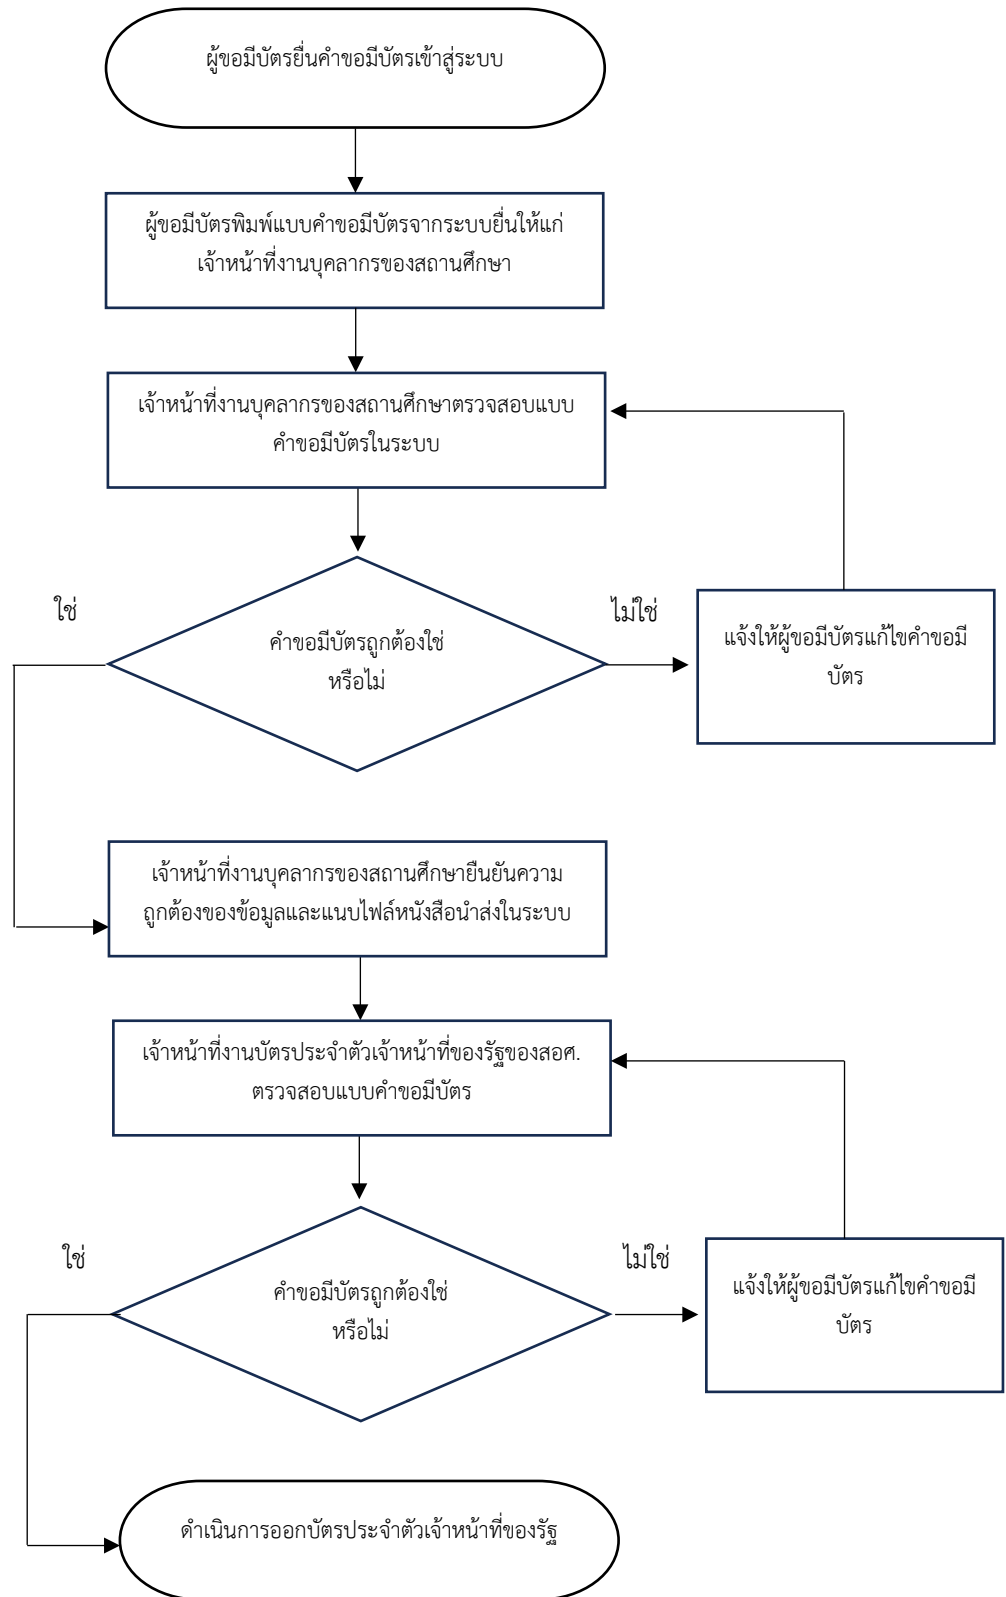 ผู้ขอมีบัตรยื่นคำขอมีบัตรเข้าสู่ระบบ
ผู้ขอมีบัตรพิมพ์แบบคำขอมีบัตรจากระบบยื่นให้แก่
เจ้าหน้าที่งานบุคลากรของสถานศึกษา
เจ้าหน้าที่งานบุคลากรของสถานศึกษาตรวจสอบแบบ
คำขอมีบัตรในระบบ
ใช่
คำขอมีบัตรถูกต้องใช่
หรือไม่
ไม่ใช่
แจ้งให้ผู้ขอมีบัตรแก้ไขคำขอมี
บัตร
เจ้าหน้าที่งานบุคลากรของสถานศึกษายืนยันความ
ถูกต้องของข้อมูลและแนบไฟล์หนังสือนำส่งในระบบ
เจ้าหน้าที่งานบัตรประจำตัวเจ้าหน้าที่ของรัฐของสอศ.
ตรวจสอบแบบคำขอมีบัตร
ใช่
คำขอมีบัตรถูกต้องใช่
หรือไม่
ไม่ใช่
แจ้งให้ผู้ขอมีบัตรแก้ไขคำขอมี
บัตร
ดำเนินการออกบัตรประจำตัวเจ้าหน้าที่ของรัฐ